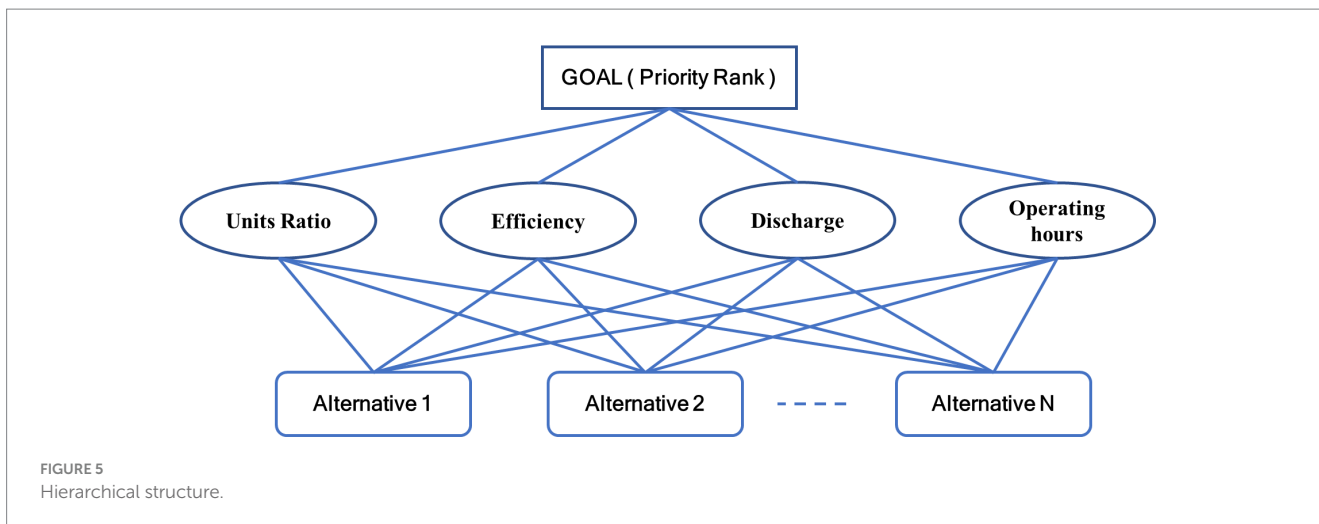 GOAL ( Priority Rank )
Units Ratio
Efficiency
Discharge
Operating
hours
Alternative 1
Alternative 2
Alternative N
FIGURE 5
Hierarchical structure.